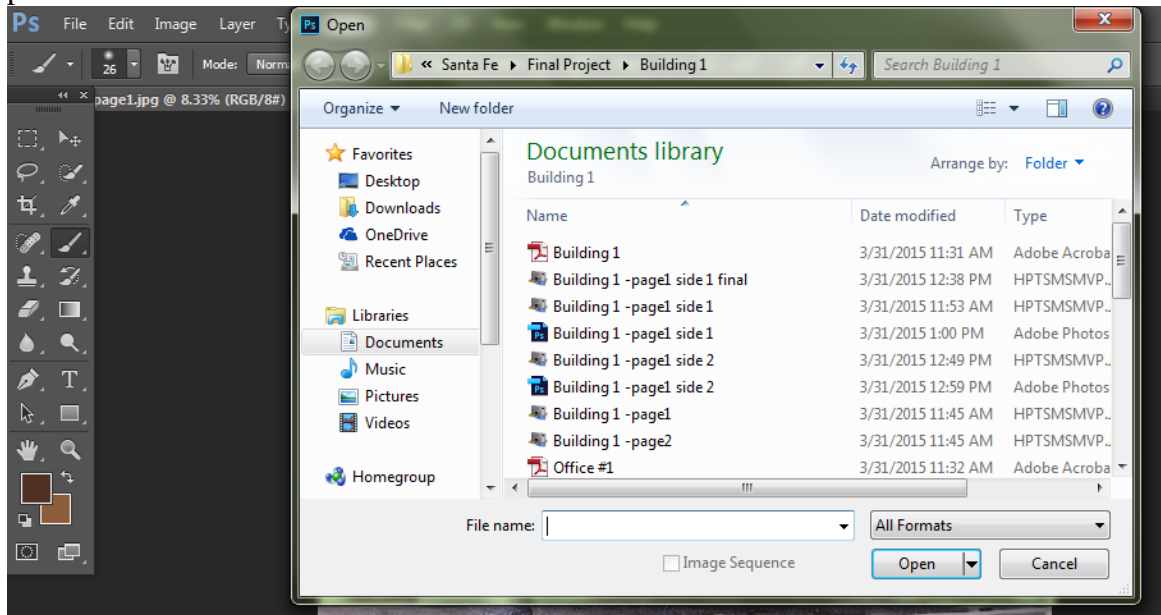 Ps File Edit Image Layer
Ps Open
26 Mode:
« Santa Fe Final Project Building 1 Search Building 1
page1.jpg @ 8.33% (RGB/8#)
Organize New folder
Favorites
Desktop
Downloads
OneDrive
Recent Places
Libraries
Documents
Music
Pictures
Videos
Homegroup
Documents library
Building 1
Arrange by: Folder
Name Date modified Type
Building 1 3/31/2015 11:31 AM Adobe Acroba
Building 1 -page1 side 1 final 3/31/2015 12:38 PM HPTSMSMVP...
Building 1 -page1 side 1 3/31/2015 11:53 AM HPTSMSMVP...
Building 1 -page1 side 1 3/31/2015 1:00 PM Adobe Photos
Building 1 -page1 side 2 3/31/2015 12:49 PM HPTSMSMVP...
Building 1 -page1 side 2 3/31/2015 12:59 PM Adobe Photos
Building 1 -page1 3/31/2015 11:45 AM HPTSMSMVP...
Building 1 -page2 3/31/2015 11:45 AM HPTSMSMVP...
Office #1 3/31/2015 11:32 AM Adobe Acroba
File name: All Formats
Image Sequence
Open Cancel